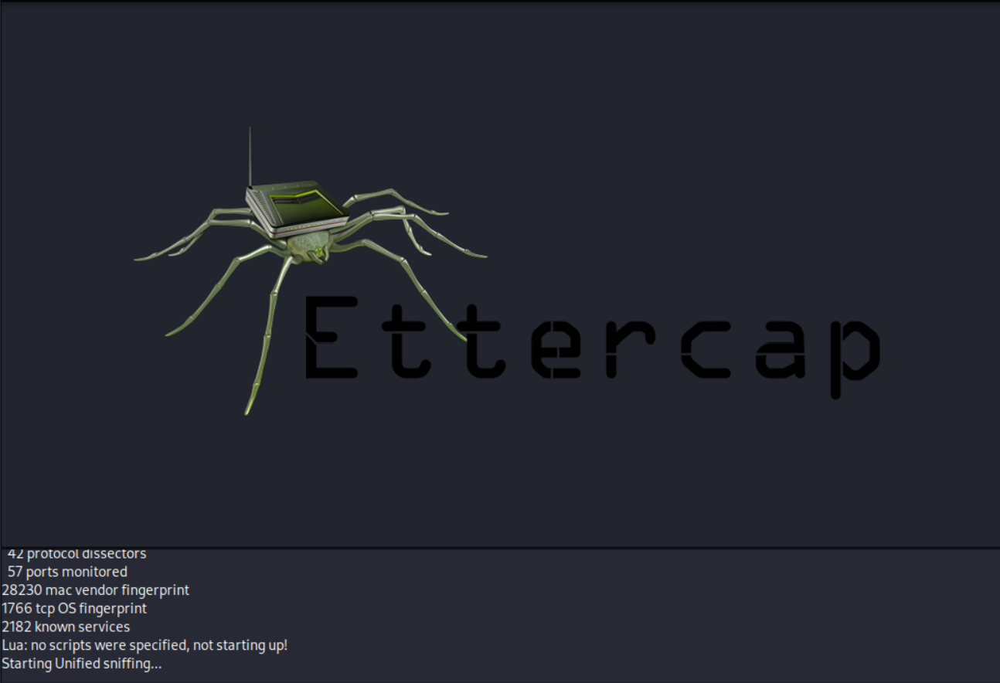 Ettercap
42 protocol dissectors
57 ports monitored
28230 mac vendor fingerprint
1766 tcp OS fingerprint
2182 known services
Lua: no scripts were specified, not starting up!
Starting Unified sniffing...